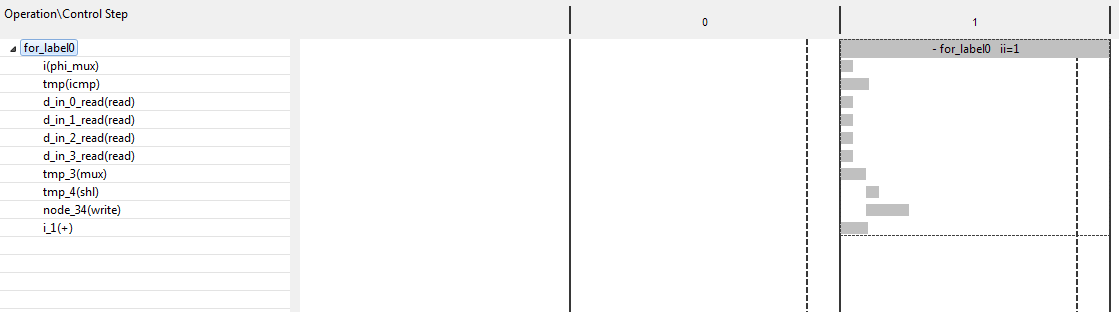 Operation\Control Step
0
1
for_label0
- for_label0 ii=1
i(phi_mux)
tmp(icmp)
d_in_0_read(read)
d_in_1_read(read)
d_in_2_read(read)
d_in_3_read(read)
tmp_3(mux)
tmp_4(shl)
node_34(write)
i_1(+)